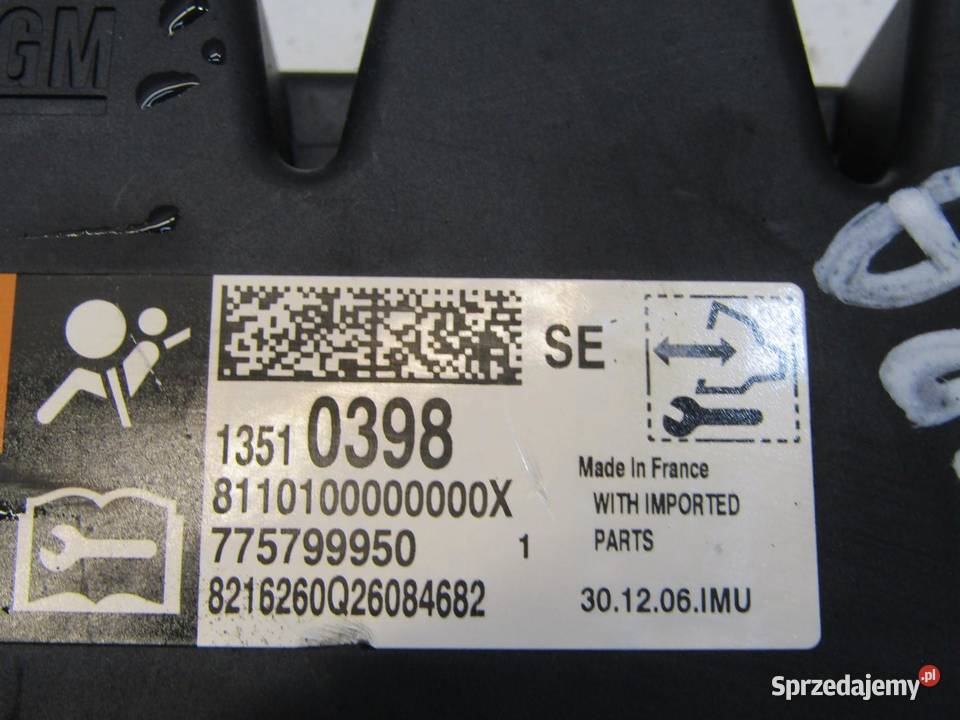 GM
SE
1351 0398
8110100000000X
775799950 1
8216260Q26084682
Made In France
WITH IMPORTED
PARTS
30.12.06.IMU
Sprzedajemy.pl